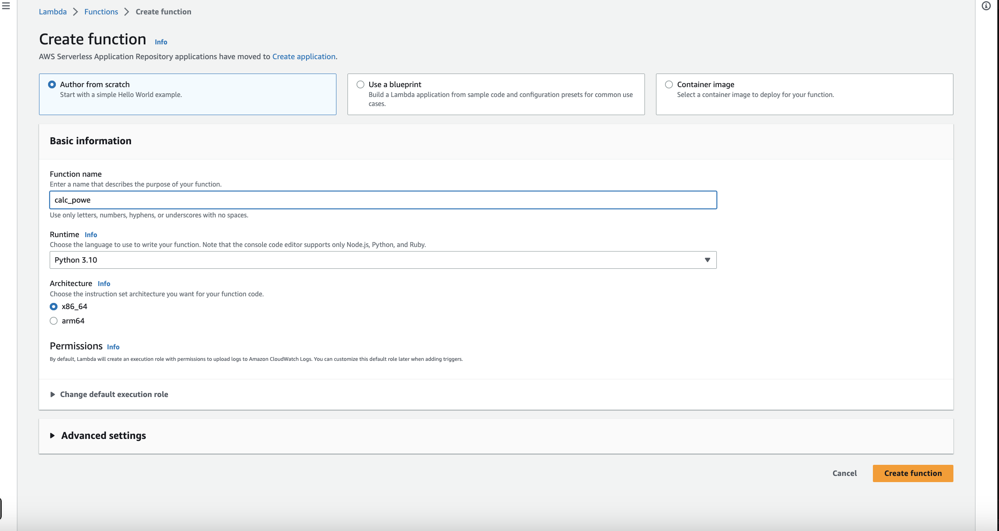 Lambda > Functions > Create function
Create function Info
AWS Serverless Application Repository applications have moved to Create application.
Author from scratch
Start with a simple Hello World example.
Use a blueprint
Build a Lambda application from sample code and configuration presets for common use
cases.
Container image
Select a container image to deploy for your function.
Basic information
Function name
Enter a name that describes the purpose of your function.
calc_powe
Use only letters, numbers, hyphens, or underscores with no spaces.
Runtime Info
Choose the language to use to write your function. Note that the console code editor supports only Node.js, Python, and Ruby.
Python 3.10
Architecture Info
Choose the instruction set architecture you want for your function code.
x86_64
arm64
Permissions Info
By default, Lambda will create an execution role with permissions to upload logs to Amazon CloudWatch Logs. You can customize this default role later when adding triggers.
Change default execution role
Advanced settings
Cancel Create function